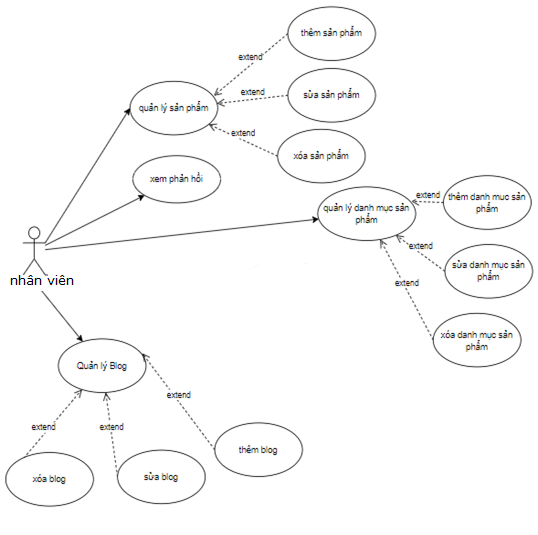 thêm sản phẩm
extend
quản lý sản phẩm
extend
sửa sản phẩm
extend
xóa sản phẩm
xem phản hồi
quản lý danh mục sản
phẩm
extend
thêm danh mục sản
phẩm
extend
sửa danh mục sản
phẩm
extend
xóa danh mục sản
phẩm
nhân viên
Quản lý Blog
extend
extend
extend
thêm blog
xóa blog
sửa blog